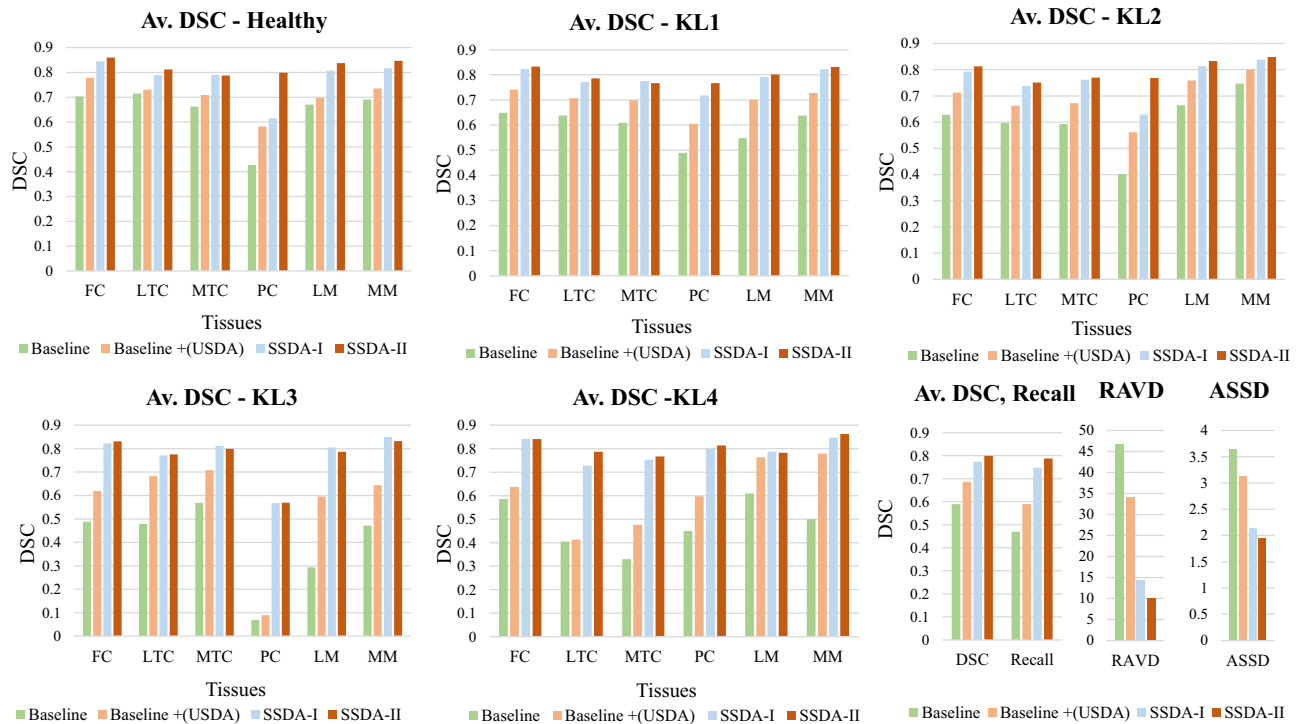 Av. DSC - Healthy
0.9
0.8
0.7
0.6
0.5
0.4
0.3
0.2
0.1
0
DSC
FC LTC MTC PC LM MM
Tissues
Baseline Baseline +(USDA) SSDA-I SSDA-II
Av. DSC - KL1
0.9
0.8
0.7
0.6
0.5
0.4
0.3
0.2
0.1
0
DSC
FC LTC MTC PC LM MM
Tissues
Baseline Baseline +(USDA) SSDA-I SSDA-II
Av. DSC - KL2
0.9
0.8
0.7
0.6
0.5
0.4
0.3
0.2
0.1
0
DSC
FC LTC MTC PC LM MM
Tissues
Baseline Baseline +(USDA) SSDA-I SSDA-II
Av. DSC - KL3
0.9
0.8
0.7
0.6
0.5
0.4
0.3
0.2
0.1
0
DSC
FC LTC MTC PC LM MM
Tissues
Baseline Baseline +(USDA) SSDA-I SSDA-II
Av. DSC -KL4
0.9
0.8
0.7
0.6
0.5
0.4
0.3
0.2
0.1
0
DSC
FC LTC MTC PC LM MM
Tissues
Baseline Baseline +(USDA) SSDA-I SSDA-II
Av. DSC, Recall
0.9
0.8
0.7
0.6
0.5
0.4
0.3
0.2
0.1
0
DSC
DSC Recall
RAVD
50
45
40
35
30
25
20
15
10
5
0
RAVD
ASSD
4
3.5
3
2.5
2
1.5
1
0.5
0
ASSD
Baseline Baseline +(USDA) SSDA-I SSDA-II